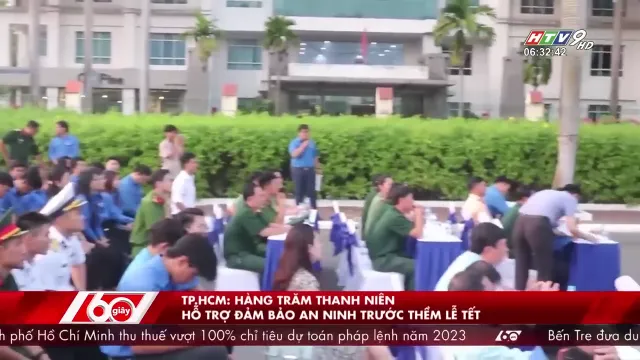 HTV9 HD
06:32:42
60 giây
TP.HCM: HÀNG TRĂM THANH NIÊN
HỖ TRỢ ĐẢM BẢO AN NINH TRƯỚC THỀM LỄ TẾT
h phố Hồ Chí Minh thu thuế vượt 100% chỉ tiêu dự toán pháp lệnh năm 2023 60 Bến Tre đưa dư